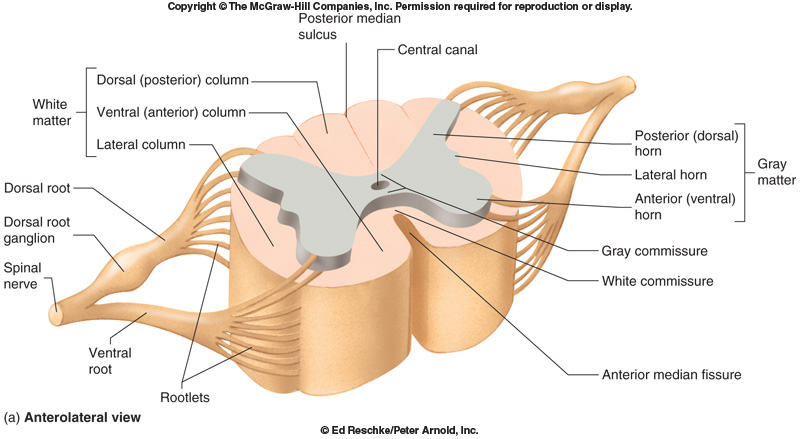 Copyright © The McGraw-Hill Companies, Inc. Permission required for reproduction or display.
Posterior median
sulcus
Central canal
Dorsal (posterior) column
White
matter
Ventral (anterior) column
Lateral column
Posterior (dorsal)
horn
Lateral horn
Gray
matter
Anterior (ventral)
horn
Dorsal root
Dorsal root
ganglion
Spinal
nerve
Gray commissure
White commissure
Ventral
root
Rootlets
Anterior median fissure
(a) Anterolateral view
© Ed Reschke/Peter Arnold, Inc.